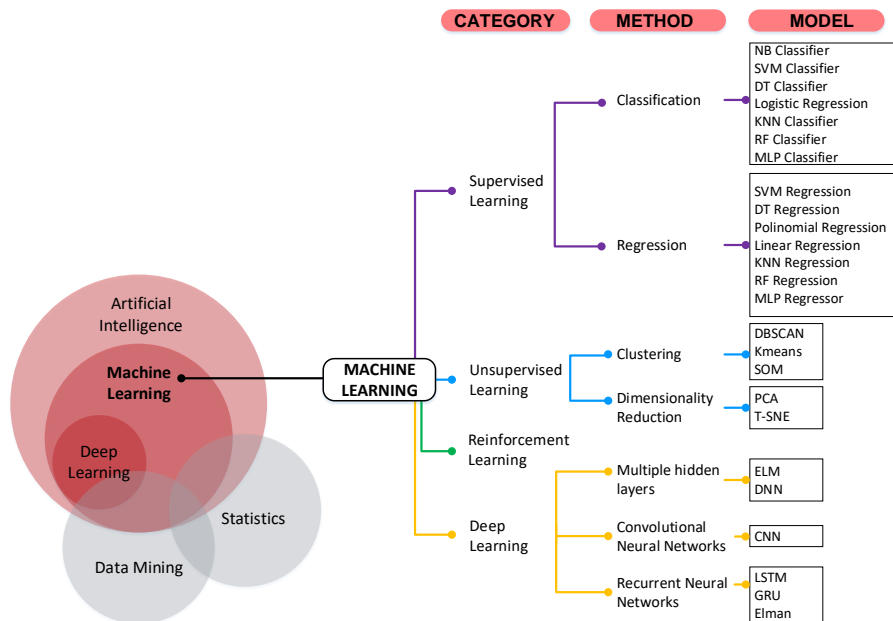 CATEGORY
METHOD
MODEL
NB Classifier
SVM Classifier
DT Classifier
Logistic Regression
KNN Classifier
RF Classifier
MLP Classifier
Classification
Supervised
Learning
SVM Regression
DT Regression
Polinomial Regression
Linear Regression
KNN Regression
RF Regression
MLP Regressor
Regression
Artificial
Intelligence
Machine
Learning
Deep
Learning
Statistics
Data Mining
MACHINE
LEARNING
Unsupervised
Learning
Clustering
DBSCAN
Kmeans
SOM
Dimensionality
Reduction
PCA
T-SNE
Reinforcement
Learning
Deep
Learning
Multiple hidden
layers
ELM
DNN
Convolutional
Neural Networks
CNN
Recurrent Neural
Networks
LSTM
GRU
Elman